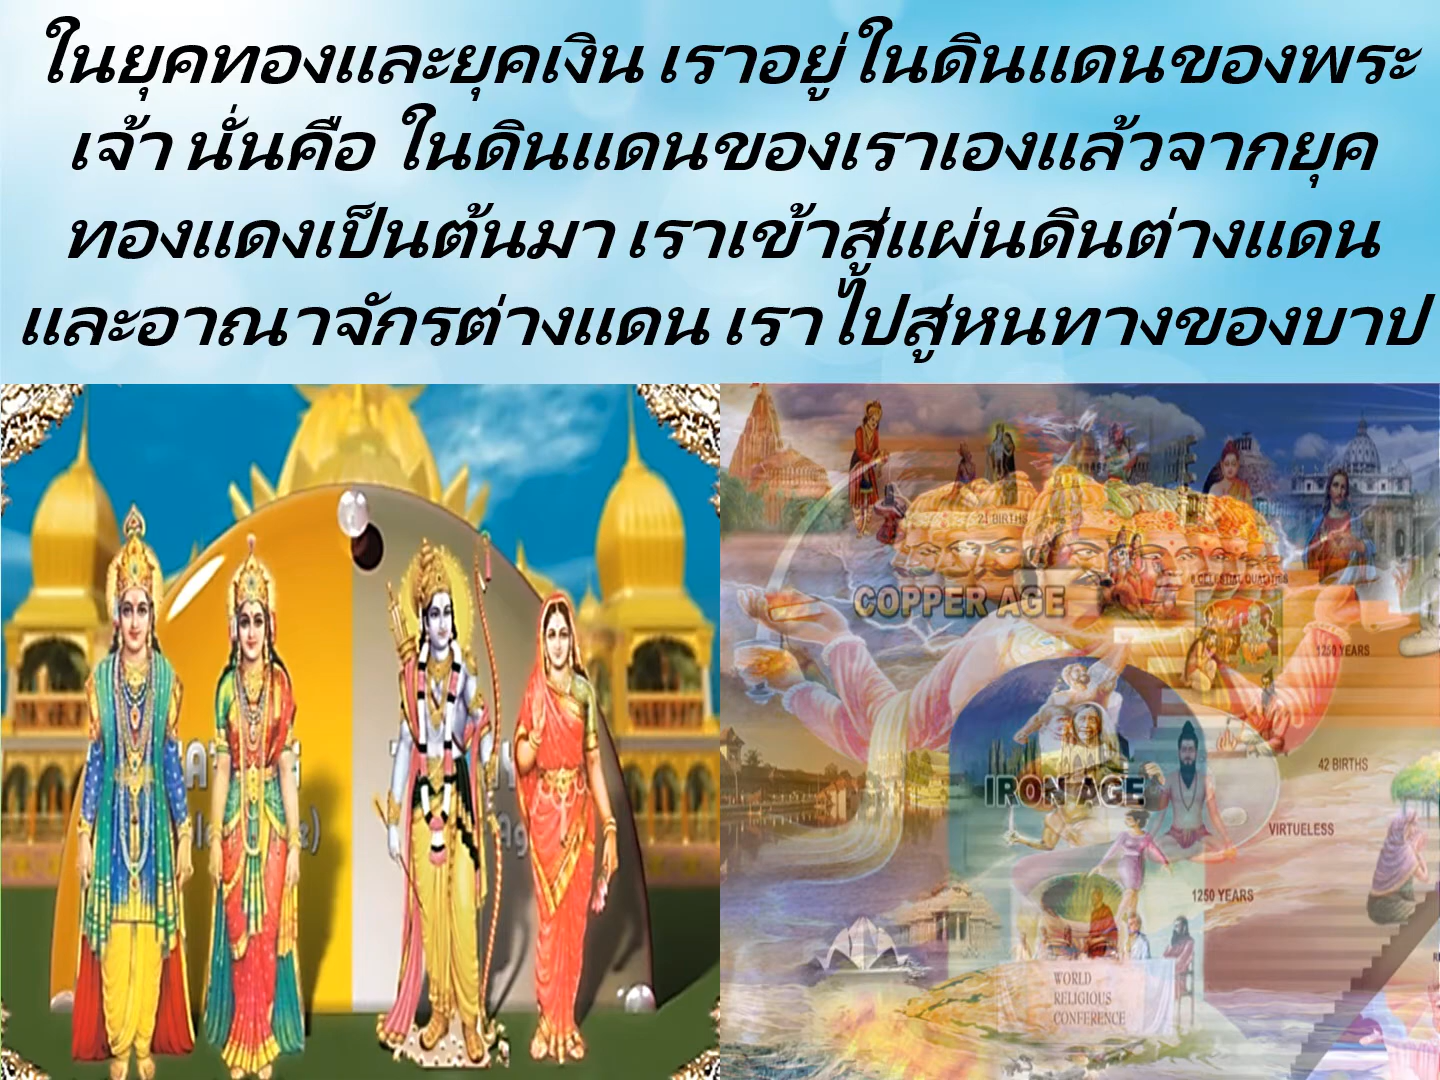 ในยุคทองและยุคเงิน เราอยู่ในดินแดนของพระ
เจ้า นั่นคือ ในดินแดนของเราเองแล้วจากยุค
ทองแดงเป็นต้นมา เราเข้าสู่แผ่นดินต่างแดน
และอาณาจักรต่างแดน เราไปสู่หนทางของบาป
21 BIRTHS
8 CELESTIAL QUALITIES
COPPER AGE
1250 YEARS
42 BIRTHS
IRON AGE
VIRTUELESS
1250 YEARS
WORLD
RELIGIOUS
CONFERENCE